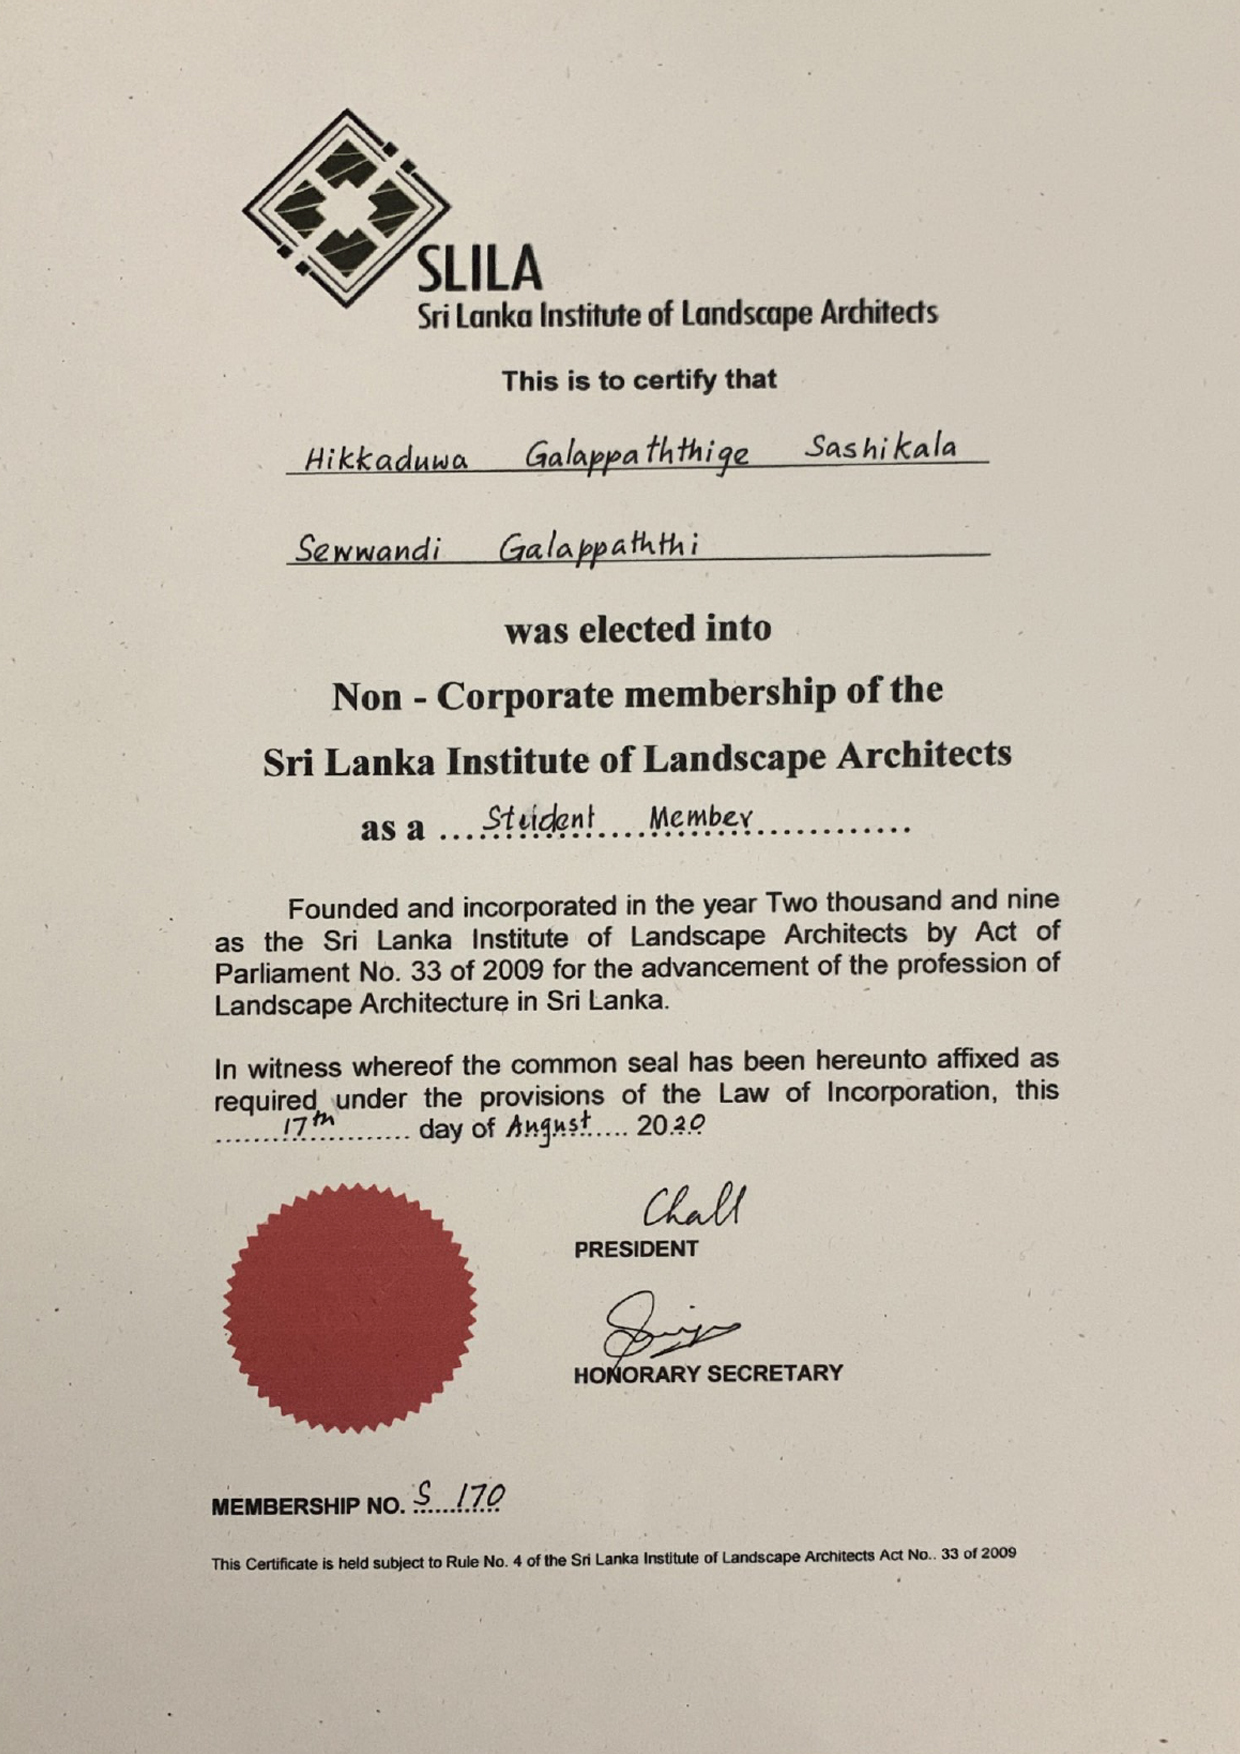 SLILA
Sri Lanka Institute of Landscape Architects
This is to certify that
Hikkaduwa Galappaththige Sashikala
Sewwandi Galappaththi
was elected into
Non - Corporate membership of the
Sri Lanka Institute of Landscape Architects
as a ....Student....Member..............
Founded and incorporated in the year Two thousand and nine
as the Sri Lanka Institute of Landscape Architects by Act of
Parliament No. 33 of 2009 for the advancement of the profession of
Landscape Architecture in Sri Lanka.
In witness whereof the common seal has been hereunto affixed as
required under the provisions of the Law of Incorporation, this
........17th.......... day of August..... 2020
PRESIDENT
HONORARY SECRETARY
MEMBERSHIP NO. S 170
This Certificate is held subject to Rule No. 4 of the Sri Lanka Institute of Landscape Architects Act No.. 33 of 2009